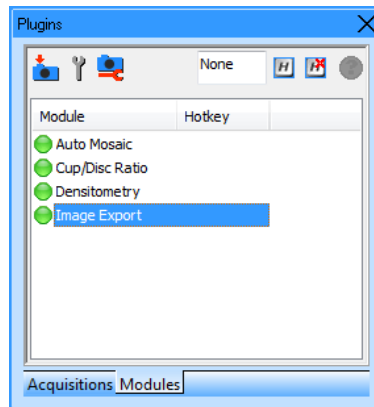 Plugins
None
H H
Module Hotkey
Auto Mosaic
Cup/Disc Ratio
Densitometry
Image Export
Acquisitions Modules